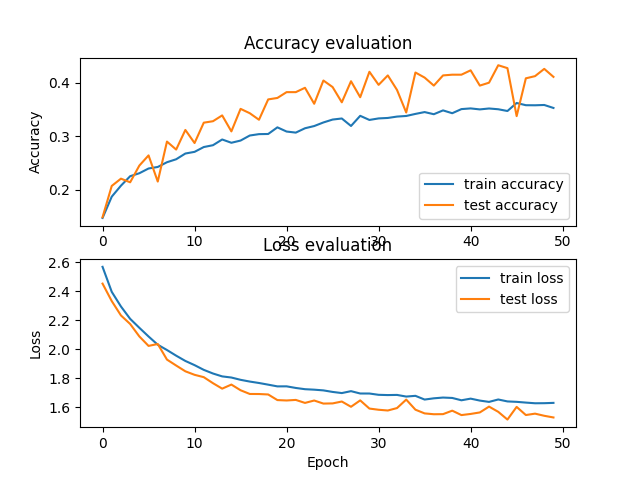 Accuracy evaluation
0.4
0.3
0.2
Accuracy
train accuracy
test accuracy
0 10 20 30 40 50
Loss evaluation
2.6
2.4
2.2
2.0
1.8
1.6
Loss
train loss
test loss
0 10 20 30 40 50
Epoch